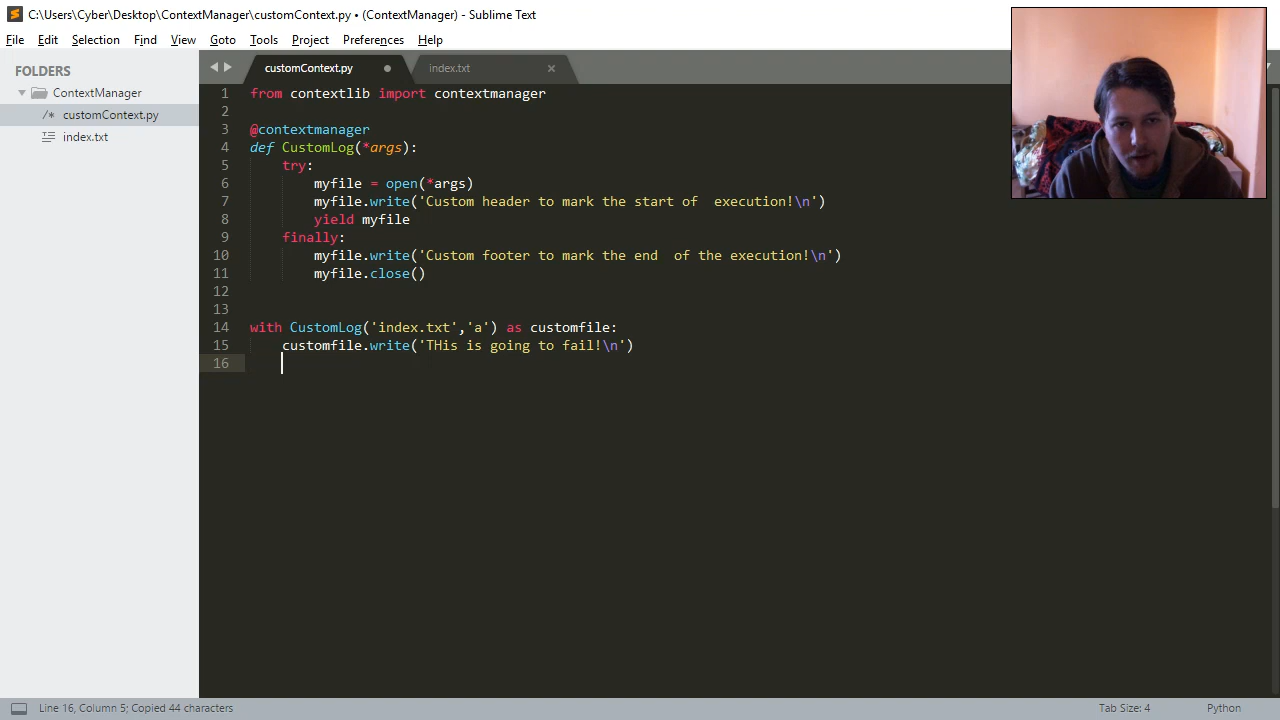 C:\Users\Cyber\Desktop\ContextManager\customContext.py • (ContextManager) - Sublime Text
File Edit Selection Find View Goto Tools Project Preferences Help
FOLDERS
ContextManager
/* customContext.py
index.txt
customContext.py index.txt
1 from contextlib import contextmanager
2
3 @contextmanager
4 def CustomLog(*args):
5     try:
6         myfile = open(*args)
7         myfile.write('Custom header to mark the start of  execution!\n')
8         yield myfile
9     finally:
10         myfile.write('Custom footer to mark the end  of the execution!\n')
11         myfile.close()
12
13
14 with CustomLog('index.txt','a') as customfile:
15     customfile.write('THis is going to fail!\n')
16
Line 16, Column 5; Copied 44 characters Tab Size: 4 Python